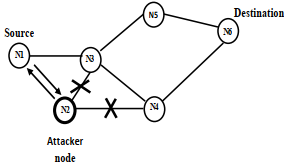 Destination
N5
N6
Source
N1
N3
N2
N4
Attacker
node